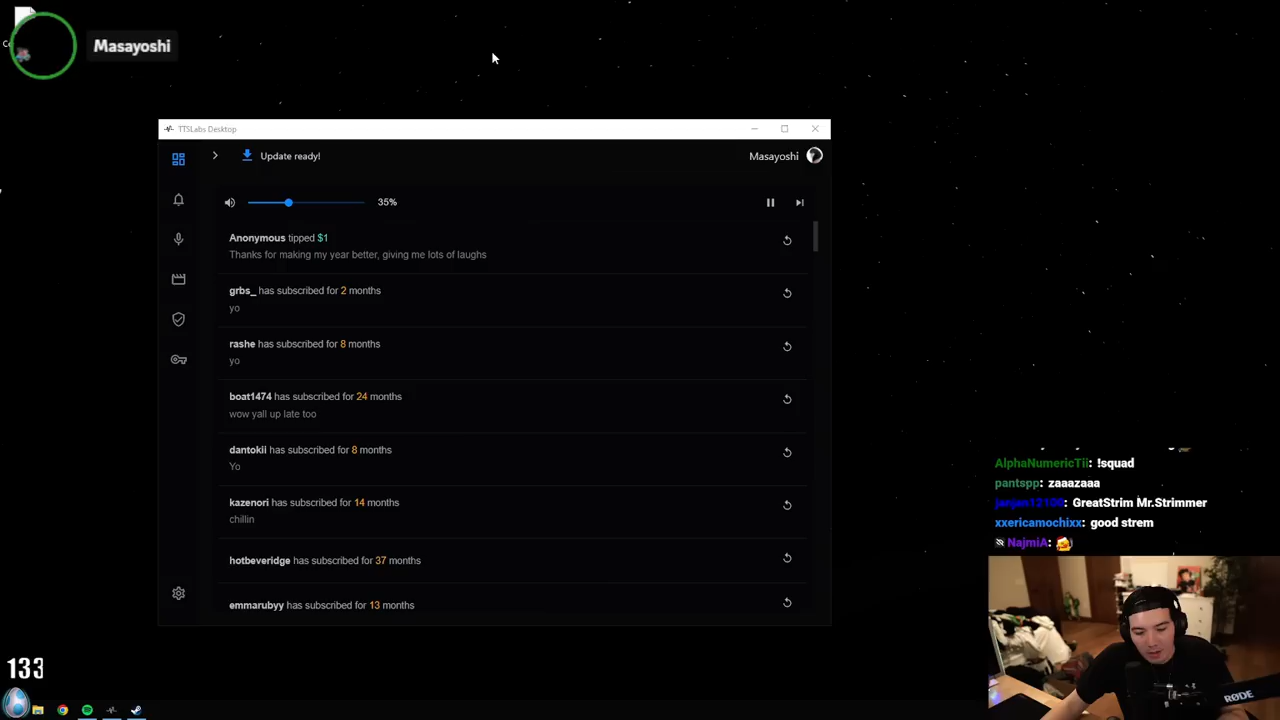 Masayoshi
TTSLabs Desktop
Update ready!
Masayoshi
35%
Anonymous tipped $1
Thanks for making my year better, giving me lots of laughs
grbs_ has subscribed for 2 months
yo
rashe has subscribed for 8 months
yo
boat1474 has subscribed for 24 months
wow yall up late too
dantokii has subscribed for 8 months
Yo
kazenori has subscribed for 14 months
chillin
hotbeveridge has subscribed for 37 months
emmarubyy has subscribed for 13 months
AlphaNumericTii: !squad
pantspp: zaaazaaa
janjan12109: GreatStrim Mr.Strimmer
xxericamochixx: good strem
NajmiA:
133
RØDE